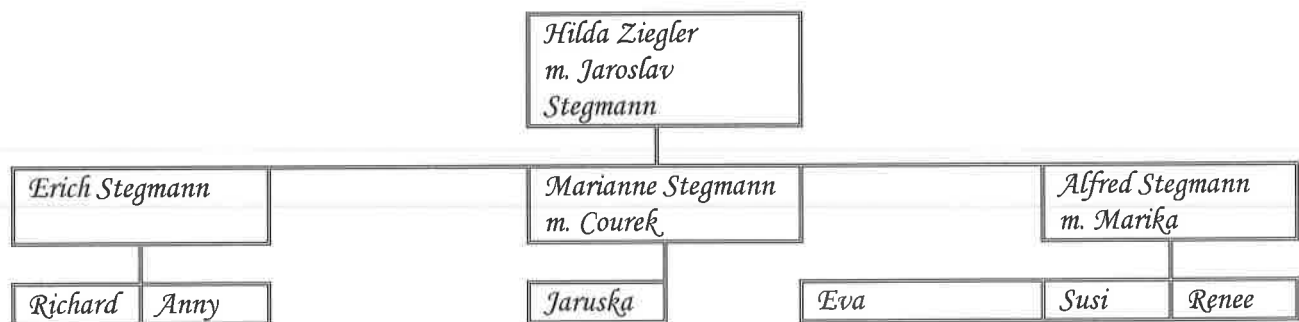 Hilda Ziegler
m. Jaroslav
Stegmann
Erich Stegmann
Marianne Stegmann
m. Courek
Alfred Stegmann
m. Marika
Richard
Anny
Jaruska
Eva
Susi
Renee